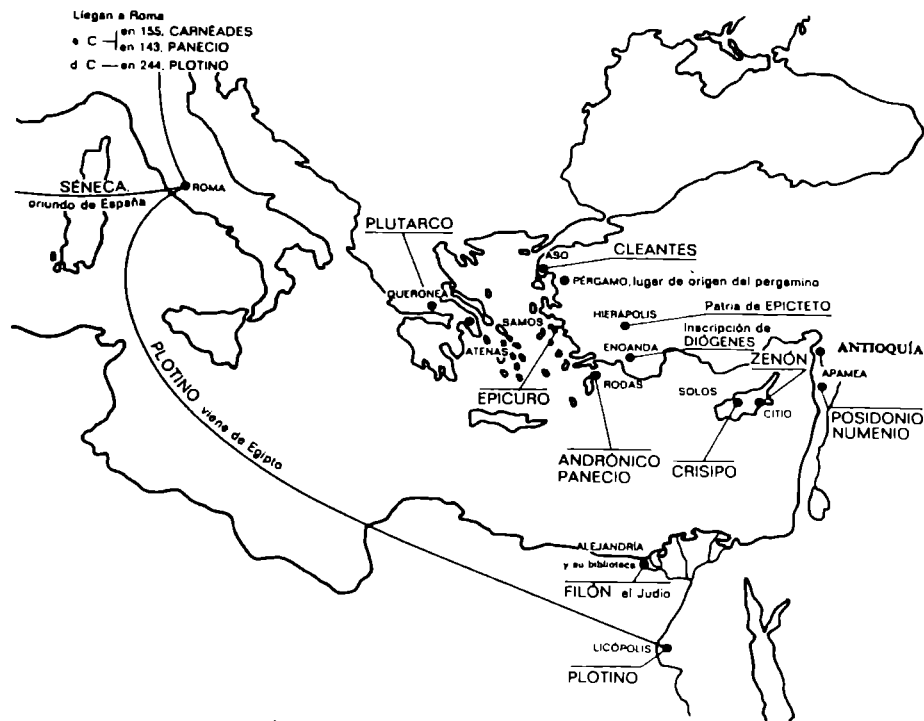 Llegan a Roma
a C en 155, CARNÉADES
en 143, PANECIO
d C — en 244, PLOTINO
SÉNECA,
oriundo de España
ROMA
PLUTARCO
QUERONEA
ASO
CLEANTES
PÉRGAMO, lugar de origen del pergamino
HIERAPOLIS
Patria de EPICTETO
SAMOS
ATENAS
ENOANDA
Inscripción de
DIÓGENES
ZENÓN
ANTIOQUÍA
EPICURO
RODAS
SOLOS
CITIO
APAMEA
POSIDONIO
NUMENIO
ANDRÓNICO
PANECIO
CRISIPO
PLOTINO viene de Egipto
ALEJANDRÍA
y su biblioteca
FILÓN el Judio
LICÓPOLIS
PLOTINO